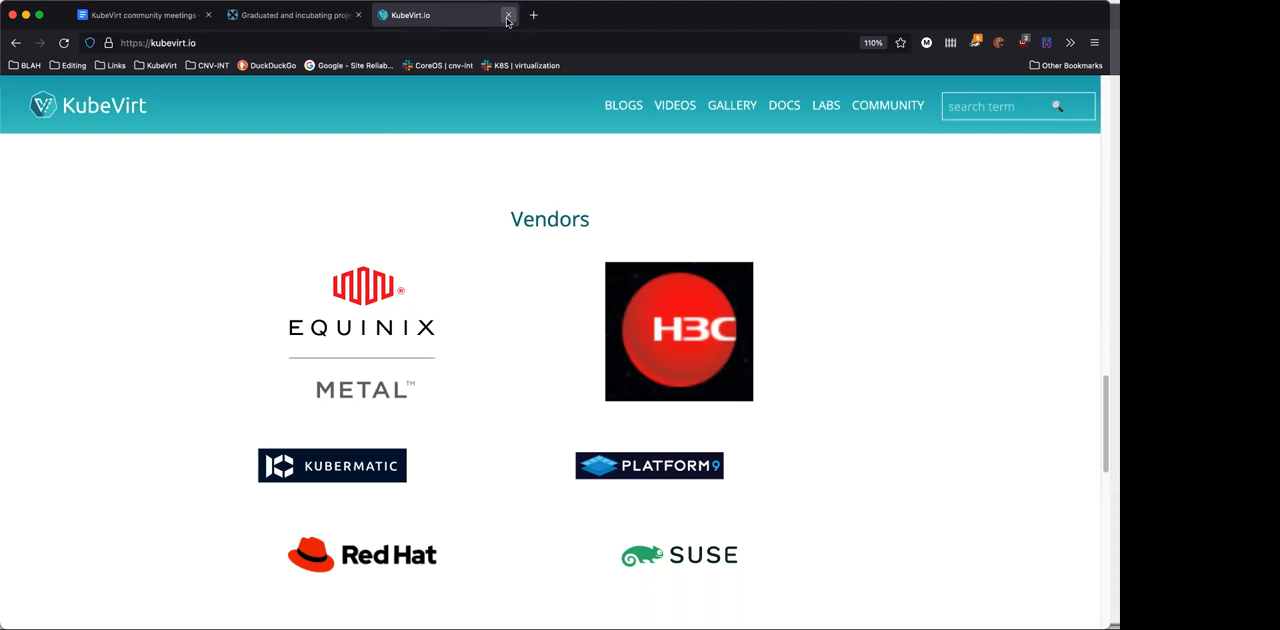 KubeVirt community meetings
Graduated and incubating proje
KubeVirt.io
https://kubevirt.io
110%
M
5
3
BLAH
Editing
Links
KubeVirt
CNV-INT
DuckDuckGo
Google - Site Reliab...
CoreOS | cnv-int
K8S | virtualization
Other Bookmarks
KubeVirt
BLOGS
VIDEOS
GALLERY
DOCS
LABS
COMMUNITY
search term
Vendors
EQUINIX
METAL™
H3C
KUBERMATIC
PLATFORM9
Red Hat
SUSE